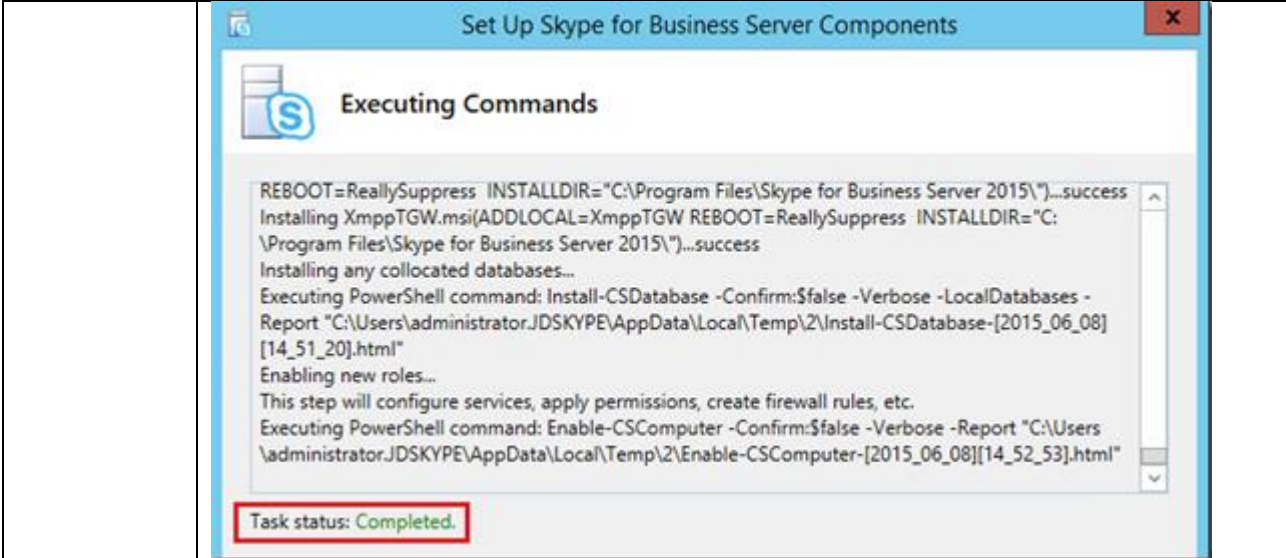 Set Up Skype for Business Server Components
x
S
Executing Commands
REBOOT=ReallySuppress  INSTALLDIR="C:\Program Files\Skype for Business Server 2015\")...success
Installing XmppTGW.msi(ADDLOCAL=XmppTGW REBOOT=ReallySuppress  INSTALLDIR="C:
\Program Files\Skype for Business Server 2015\")...success
Installing any collocated databases...
Executing PowerShell command: Install-CSDatabase -Confirm:$false -Verbose -LocalDatabases -
Report "C:\Users\administrator.JDSKYPE\AppData\Local\Temp\2\Install-CSDatabase-[2015_06_08]
[14_51_20].html"
Enabling new roles...
This step will configure services, apply permissions, create firewall rules, etc.
Executing PowerShell command: Enable-CSComputer -Confirm:$false -Verbose -Report "C:\Users
\administrator.JDSKYPE\AppData\Local\Temp\2\Enable-CSComputer-[2015_06_08][14_52_53].html"
Task status: Completed.